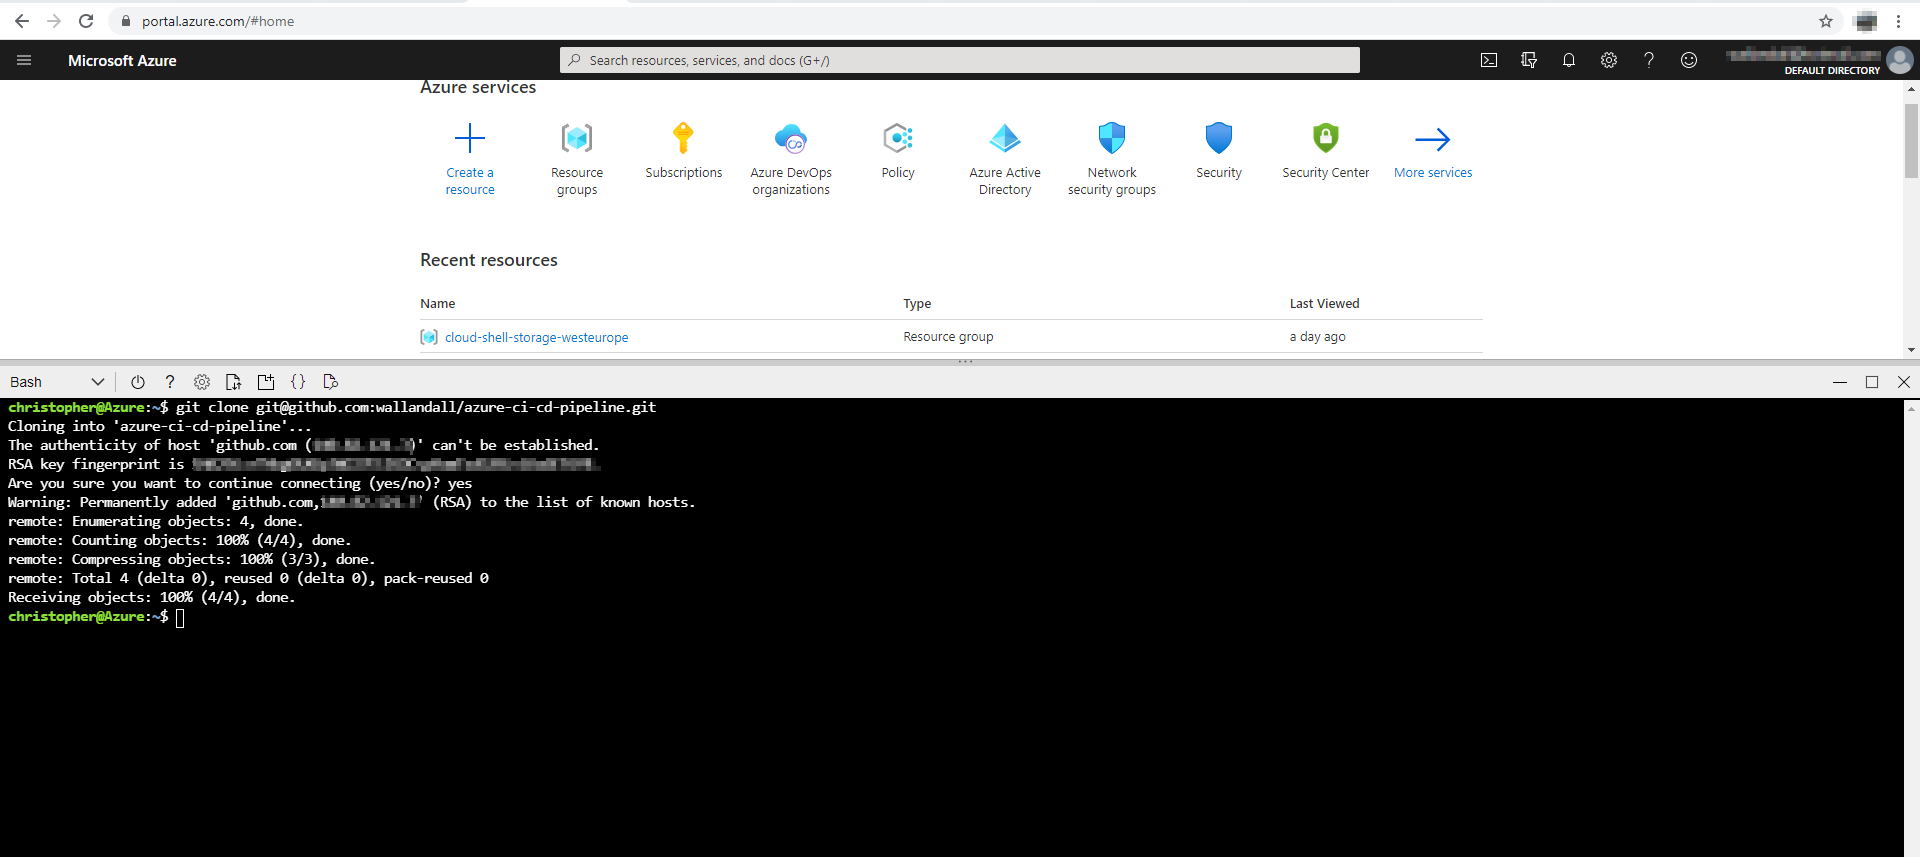 portal.azure.com/#home
Microsoft Azure
Search resources, services, and docs (G+/)
DEFAULT DIRECTORY
Azure services
Create a resource
Resource groups
Subscriptions
Azure DevOps organizations
Policy
Azure Active Directory
Network security groups
Security
Security Center
More services
Recent resources
Name Type Last Viewed
cloud-shell-storage-westeurope Resource group a day ago
Bash
christopher@Azure:~$ git clone git@github.com:wallandall/azure-ci-cd-pipeline.git
Cloning into 'azure-ci-cd-pipeline'...
The authenticity of host 'github.com ( )' can't be established.
RSA key fingerprint is
Are you sure you want to continue connecting (yes/no)? yes
Warning: Permanently added 'github.com, ' (RSA) to the list of known hosts.
remote: Enumerating objects: 4, done.
remote: Counting objects: 100% (4/4), done.
remote: Compressing objects: 100% (3/3), done.
remote: Total 4 (delta 0), reused 0 (delta 0), pack-reused 0
Receiving objects: 100% (4/4), done.
christopher@Azure:~$